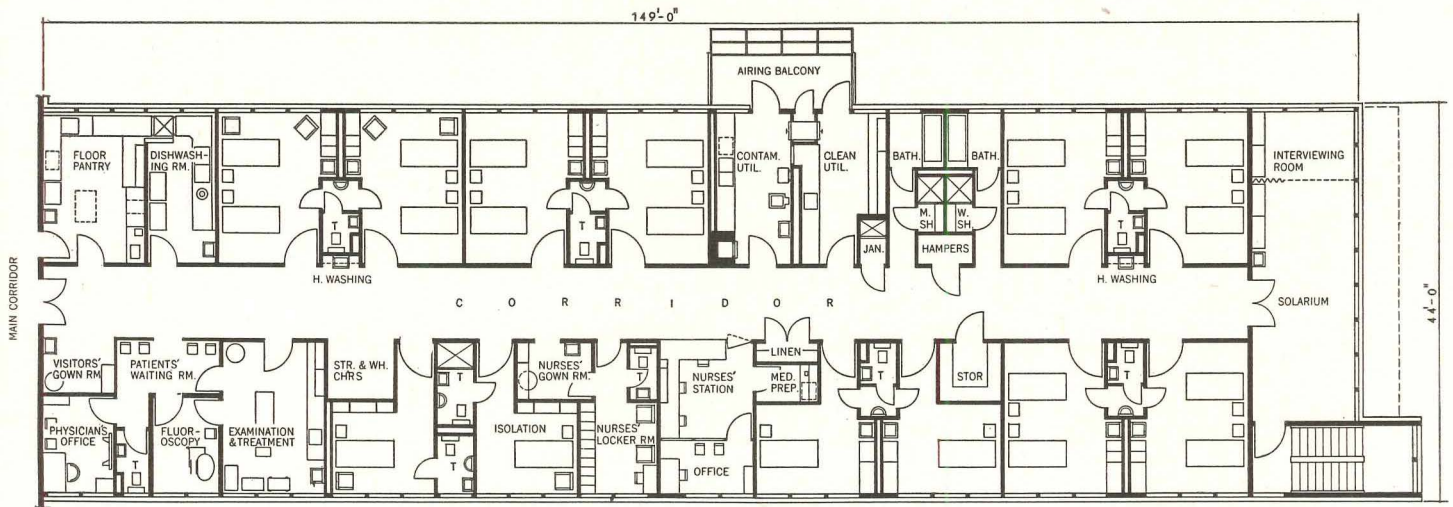 149'-0"
AIRING BALCONY
FLOOR
PANTRY
DISHWASH-
ING RM.
CONTAM.
UTIL.
CLEAN
UTIL.
BATH.
BATH.
INTERVIEWING
ROOM
M.
SH
W.
SH.
T
T
T
JAN.
HAMPERS
H. WASHING
H. WASHING
MAIN CORRIDOR
CORRIDOR
SOLARIUM
44'-0"
VISITORS'
GOWN RM.
PATIENTS'
WAITING RM.
STR. & WH.
CHRS
T
NURSES'
GOWN RM.
T
NURSES'
STATION
LINEN
MED.
PREP.
T
STOR
T
PHYSICIAN'S
OFFICE
T
FLUOR-
OSCOPY
EXAMINATION
& TREATMENT
T
ISOLATION
NURSES'
LOCKER RM
OFFICE